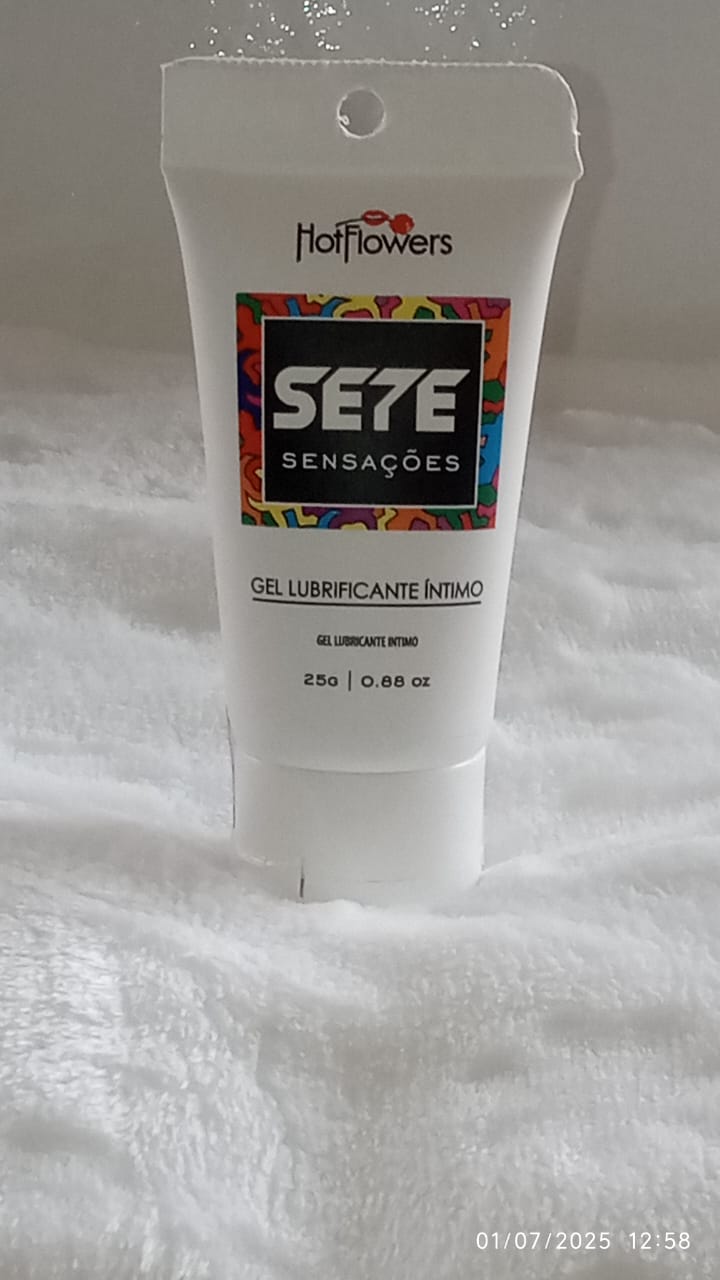 HotFlowers
SE7E
SENSAÇÕES
GEL LUBRIFICANTE ÍNTIMO
GEL LUBRICANTE INTIMO
25G | 0.88 oz
01/07/2025 12:58